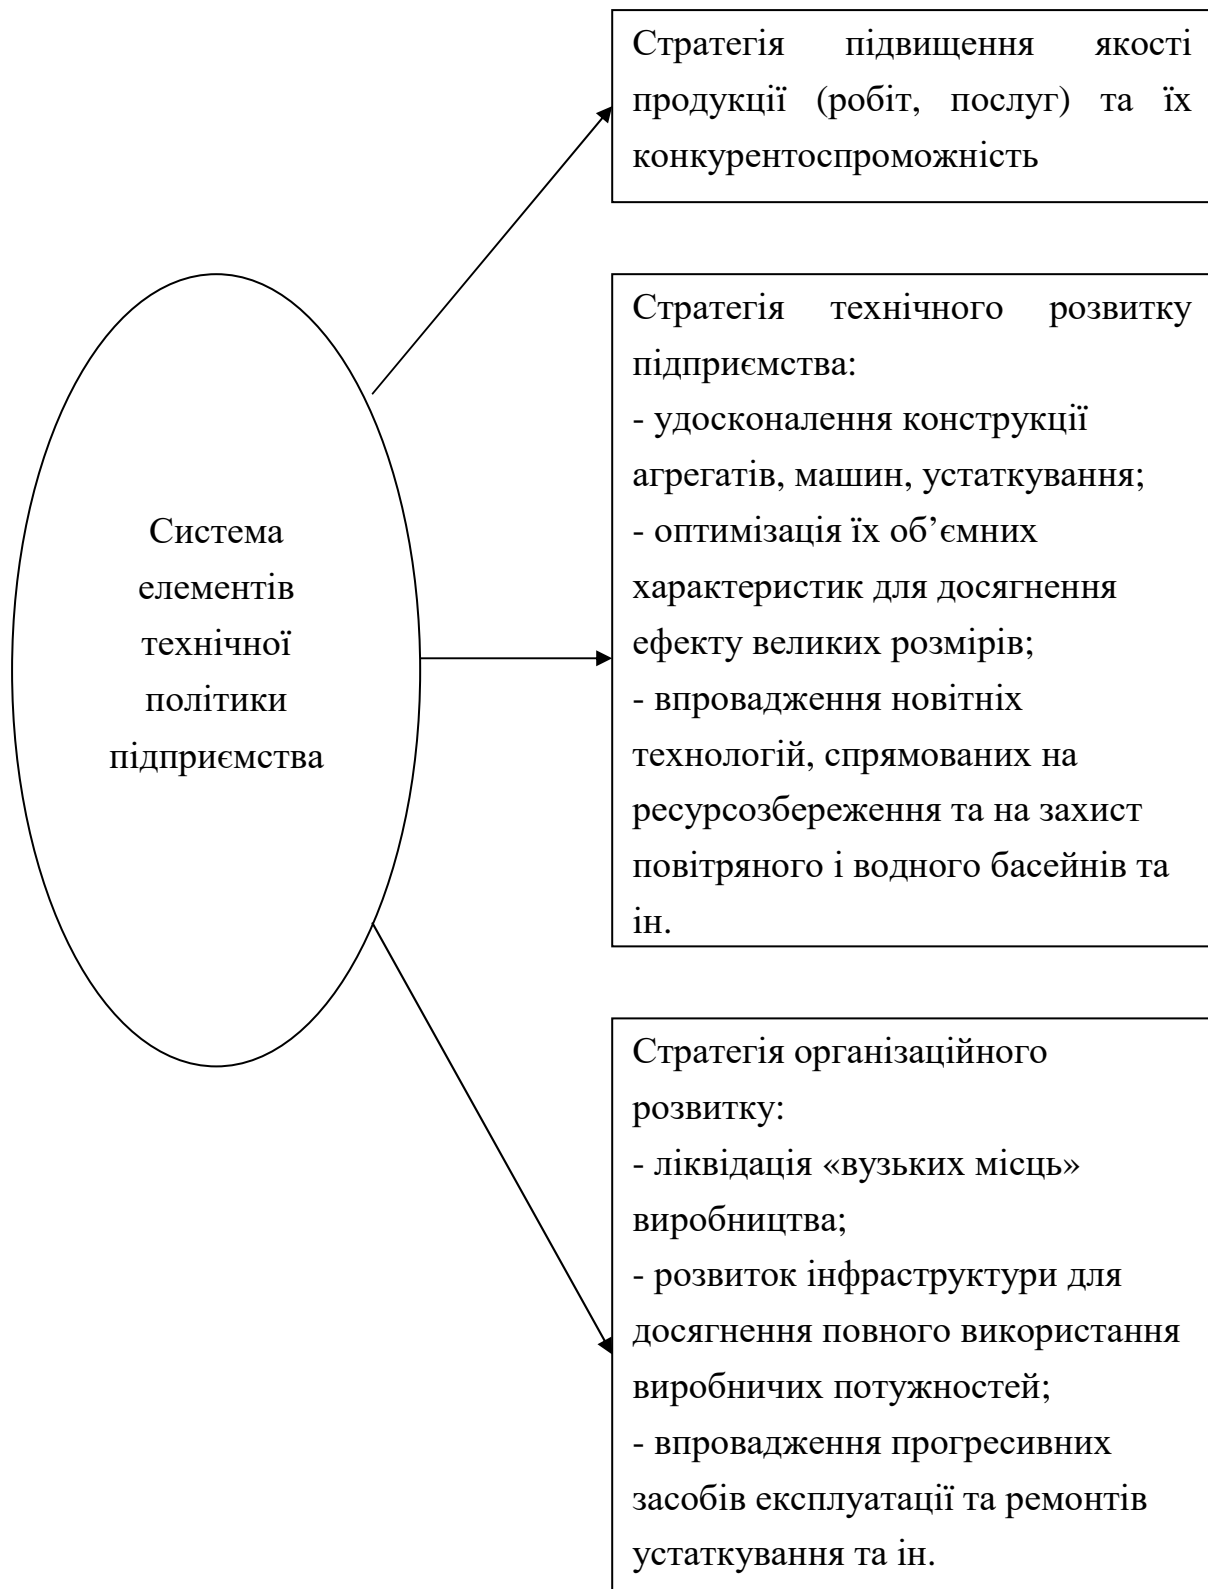 Стратегія підвищення якості
продукції (робіт, послуг) та їх
конкурентоспроможність
Система
елементів
технічної
політики
підприємства
Стратегія технічного розвитку
підприємства:
- удосконалення конструкції
агрегатів, машин, устаткування;
- оптимізація їх об’ємних
характеристик для досягнення
ефекту великих розмірів;
- впровадження новітніх
технологій, спрямованих на
ресурсозбереження та на захист
повітряного і водного басейнів та
ін.
Стратегія організаційного
розвитку:
- ліквідація «вузьких місць»
виробництва;
- розвиток інфраструктури для
досягнення повного використання
виробничих потужностей;
- впровадження прогресивних
засобів експлуатації та ремонтів
устаткування та ін.